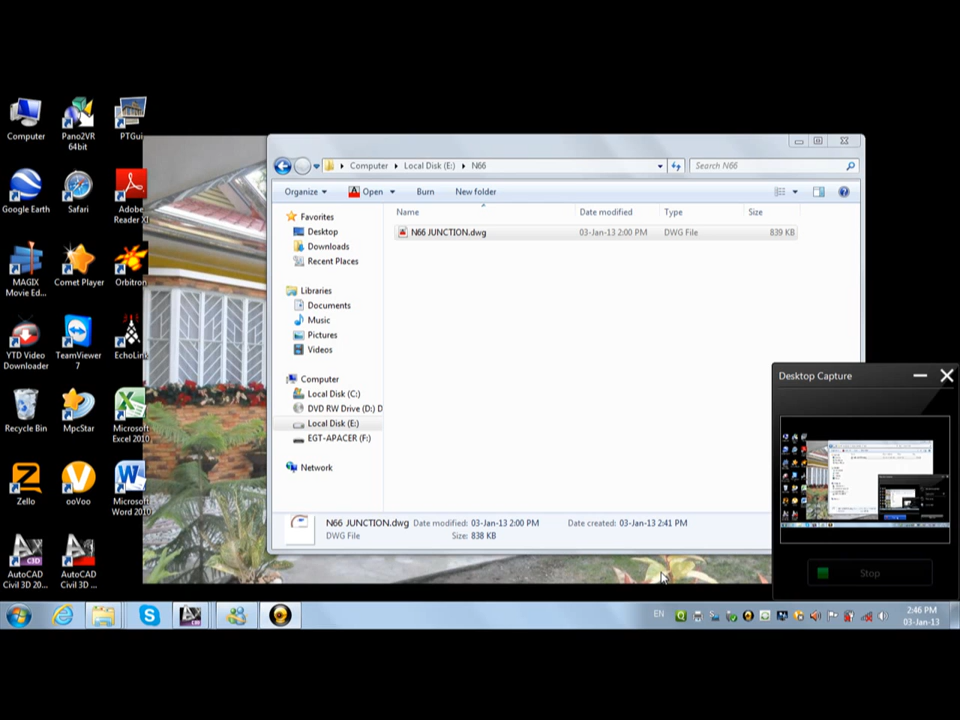 Computer
Pano2VR
64bit
PTGui
Google Earth
Safari
Adobe
Reader XI
MAGIX
Movie Ed...
Comet Player
Orbitron
YTD Video
Downloader
TeamViewer
7
EchoLink
Recycle Bin
MpcStar
Microsoft
Excel 2010
Zello
ooVoo
Microsoft
Word 2010
AutoCAD
Civil 3D 20...
AutoCAD
Civil 3D ...
Computer Local Disk (E:) N66
Search N66
Organize Open Burn New folder
Name Date modified Type Size
N66 JUNCTION.dwg 03-Jan-13 2:00 PM DWG File 839 KB
Favorites
Desktop
Downloads
Recent Places
Libraries
Documents
Music
Pictures
Videos
Computer
Local Disk (C:)
DVD RW Drive (D:) D
Local Disk (E:)
EGT-APACER (F:)
Network
N66 JUNCTION.dwg Date modified: 03-Jan-13 2:00 PM Date created: 03-Jan-13 2:41 PM
DWG File Size: 838 KB
Desktop Capture
Stop
EN
2:46 PM
03-Jan-13